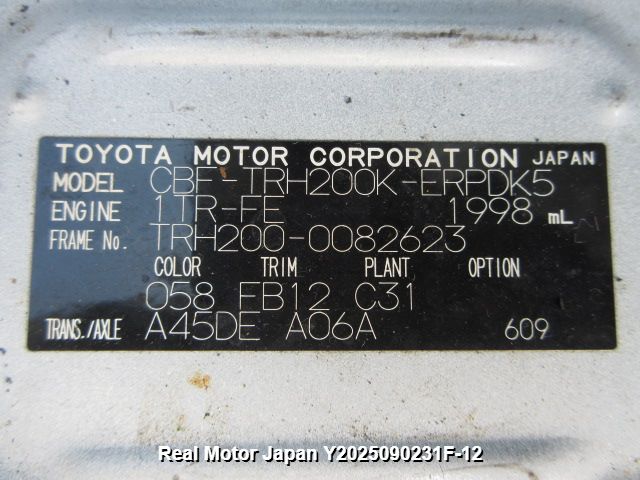 TOYOTA MOTOR CORPORATION JAPAN
MODEL CBF-TRH200K-ERPDK5
ENGINE 1TR-FE 1998 mL
FRAME No. TRH200-0082623
COLOR TRIM PLANT OPTION
058 FB12 C31
TRANS./AXLE A45DE A06A 609
Real Motor Japan Y2025090231F-12